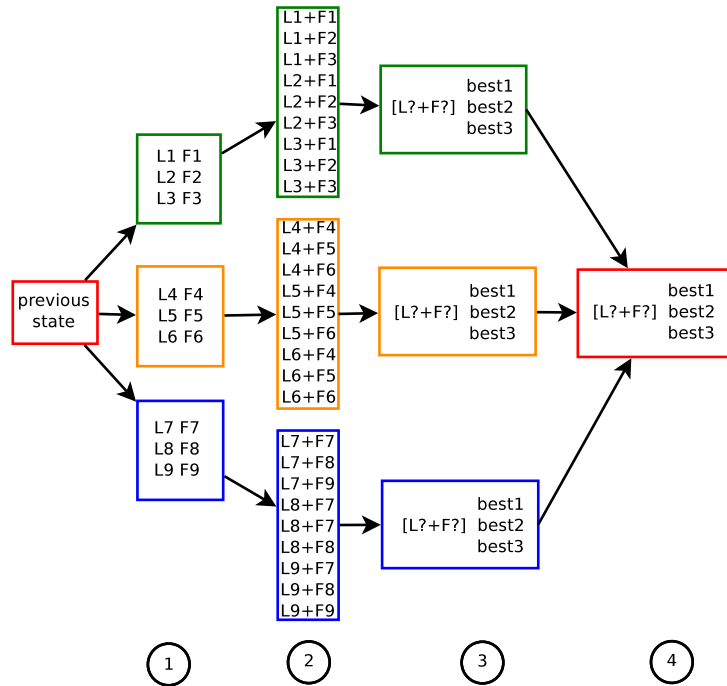 previous
state
L1 F1
L2 F2
L3 F3
L4 F4
L5 F5
L6 F6
L7 F7
L8 F8
L9 F9
L1+F1
L1+F2
L1+F3
L2+F1
L2+F2
L2+F3
L3+F1
L3+F2
L3+F3
L4+F4
L4+F5
L4+F6
L5+F4
L5+F5
L5+F6
L6+F4
L6+F5
L6+F6
L7+F7
L7+F8
L7+F9
L8+F7
L8+F7
L8+F8
L9+F7
L9+F8
L9+F9
best1
[L?+F?] best2
best3
best1
[L?+F?] best2
best3
best1
[L?+F?] best2
best3
best1
[L?+F?] best2
best3
1
2
3
4